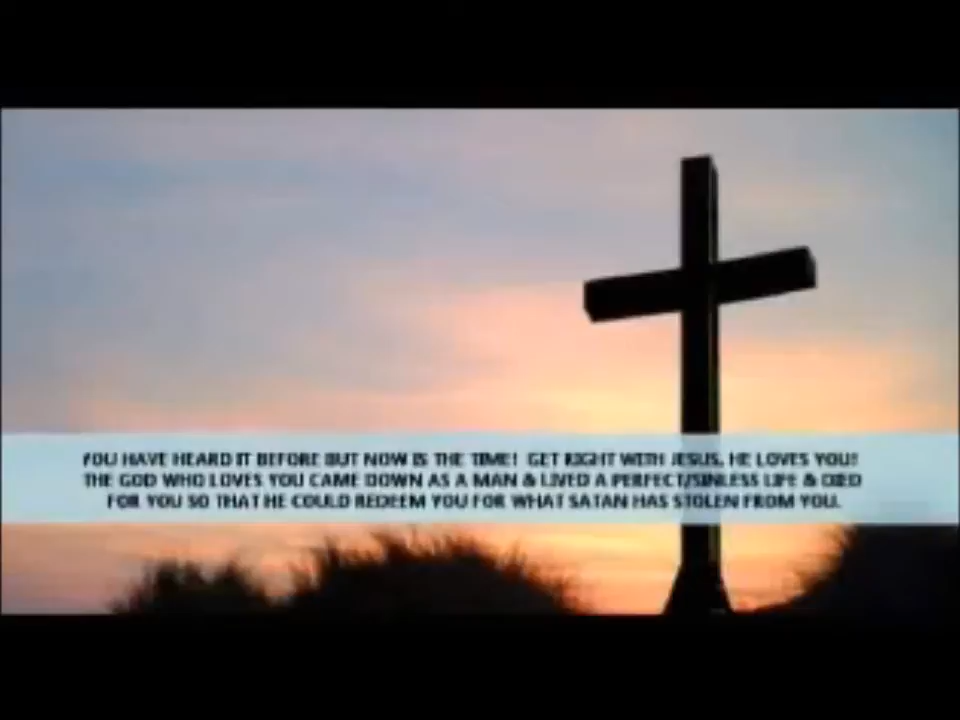 YOU HAVE HEARD IT BEFORE BUT NOW IS THE TIME! GET RIGHT WITH JESUS, HE LOVES YOU!
THE GOD WHO LOVES YOU CAME DOWN AS A MAN & LIVED A PERFECT/SINLESS LIFE & DIED
FOR YOU SO THAT HE COULD REDEEM YOU FOR WHAT SATAN HAS STOLEN FROM YOU.